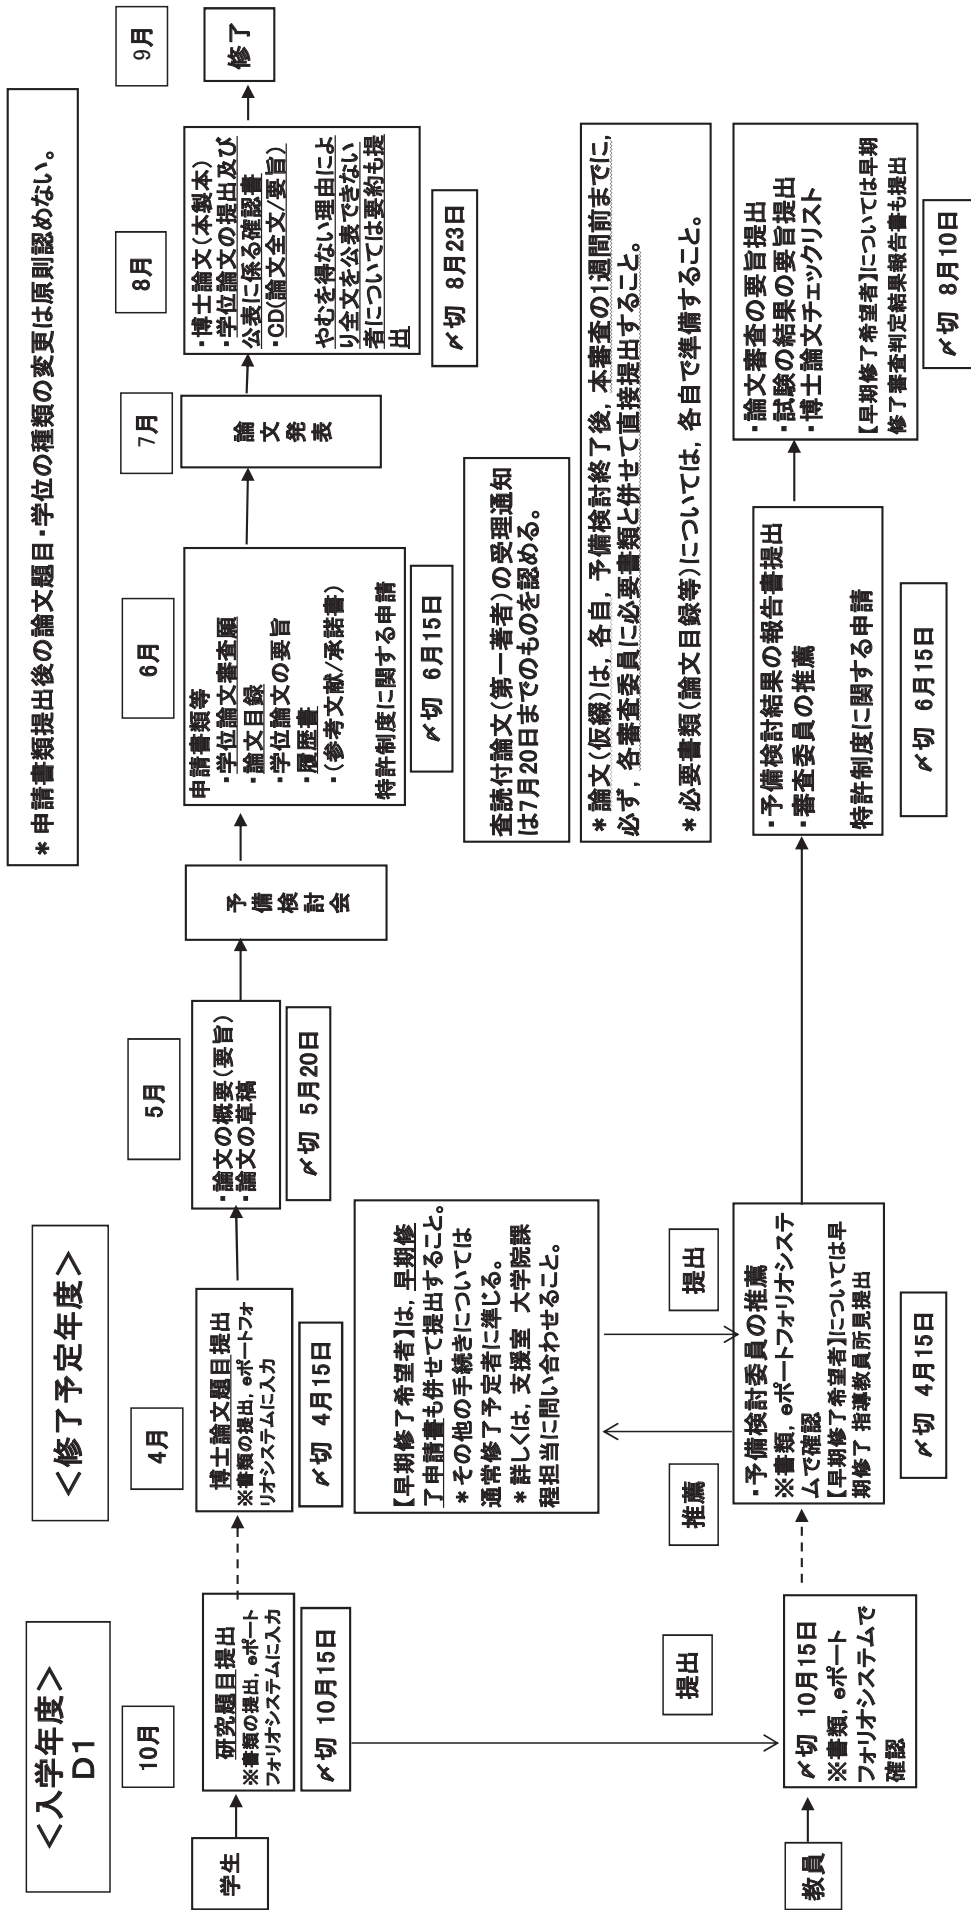 ＊申請書類提出後の論文題目・学位の種類の変更は原則認めない。
＜入学年度＞
D1
＜修了予定年度＞
10月
4月
5月
6月
7月
8月
9月
学生
研究題目提出
※書類の提出，eポート
フォリオシステムに入力
〆切 10月15日
博士論文題目提出
※書類の提出，eポートフォ
リオシステムに入力
〆切 4月15日
・論文の概要（要旨）
・論文の草稿
〆切 5月20日
予備検討会
申請書類等
・学位論文審査願
論文目録
・学位論文の要旨
・履歴書
・（参考文献/承諾書）
特許制度に関する申請
〆切 6月15日
論文発表
・博士論文（本製本）
・学位論文の提出及び
公表に係る確認書
・CD(論文全文/要旨）
やむを得ない理由によ
り全文を公表できない
者については要約も提
出
〆切 8月23日
修了
【早期修了希望者】は，早期修
了申請書も併せて提出すること。
＊その他の手続きについては
通常修了予定者に準じる。
＊詳しくは，支援室 大学院課
程担当に問い合わせること。
査読付論文（第一著者）の受理通知
は7月20日までのものを認める。
＊論文（仮綴）は，各自，予備検討終了後，本審査の1週間前までに，
必ず，各審査委員に必要書類と併せて直接提出すること。
＊必要書類（論文目録等）については，各自で準備すること。
提出
推薦
提出
教員
〆切 10月15日
※書類，eポート
フォリオシステムで
確認
・予備検討委員の推薦
※書類，eポートフォリオシステ
ムで確認
【早期修了希望者】については早
期修了 指導教員所見提出
〆切 4月15日
・予備検討結果の報告書提出
・審査委員の推薦
特許制度に関する申請
〆切 6月15日
・論文審査の要旨提出
・試験の結果の要旨提出
・博士論文チェックリスト
【早期修了希望者】については早期
修了審査判定結果報告書も提出
〆切 8月10日